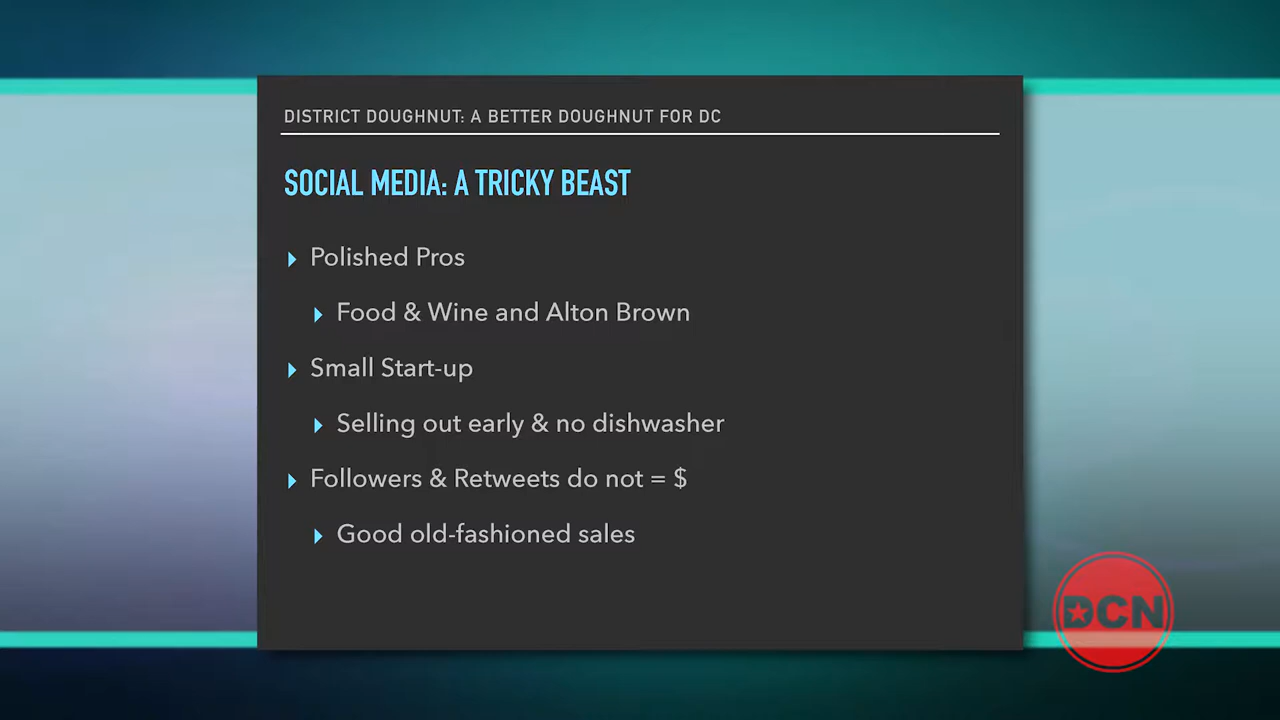 DISTRICT DOUGHNUT: A BETTER DOUGHNUT FOR DC
SOCIAL MEDIA: A TRICKY BEAST
Polished Pros
Food & Wine and Alton Brown
Small Start-up
Selling out early & no dishwasher
Followers & Retweets do not = $
Good old-fashioned sales
DCN